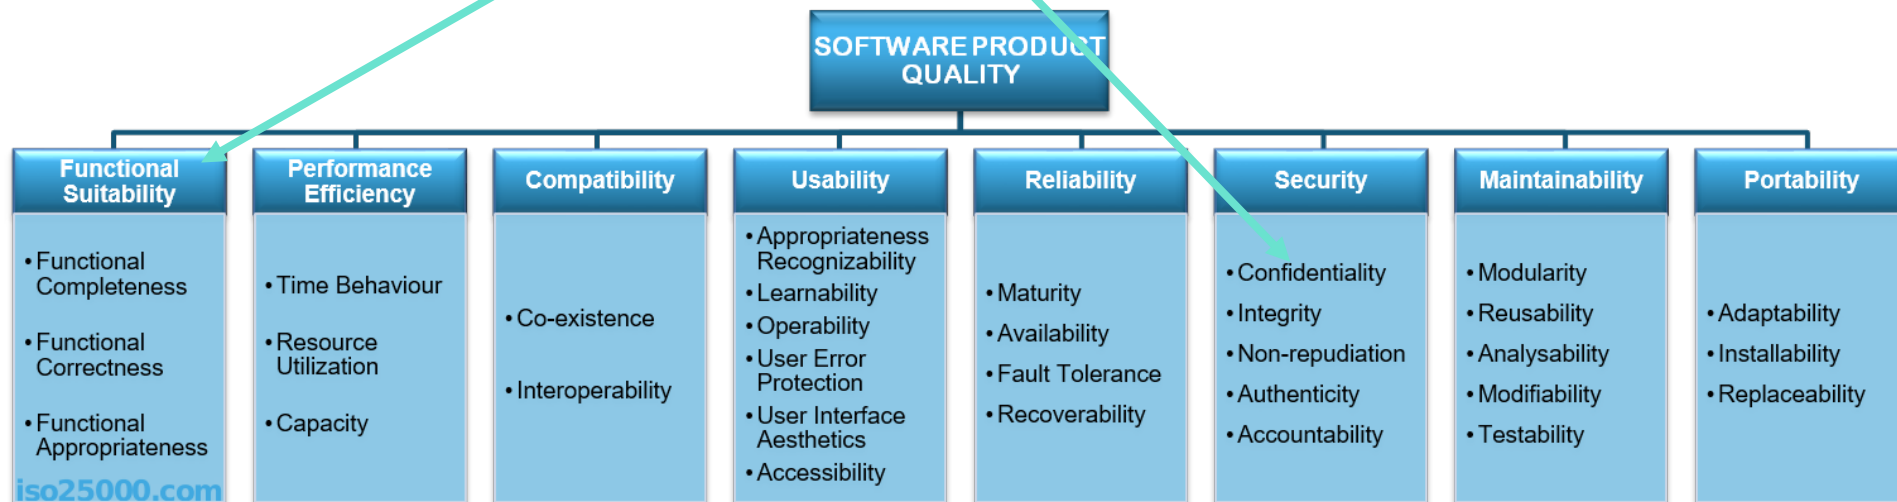 SOFTWARE PRODUCT
QUALITY
Functional
Suitability
• Functional
Completeness
• Functional
Correctness
• Functional
Appropriateness
iso25000.com
Performance
Efficiency
• Time Behaviour
• Resource
Utilization
• Capacity
Compatibility
• Co-existence
• Interoperability
Usability
• Appropriateness
Recognizability
• Learnability
• Operability
• User Error
Protection
• User Interface
Aesthetics
• Accessibility
Reliability
• Maturity
• Availability
• Fault Tolerance
• Recoverability
Security
• Confidentiality
• Integrity
• Non-repudiation
• Authenticity
• Accountability
Maintainability
• Modularity
• Reusability
• Analysability
• Modifiability
• Testability
Portability
• Adaptability
• Installability
• Replaceability